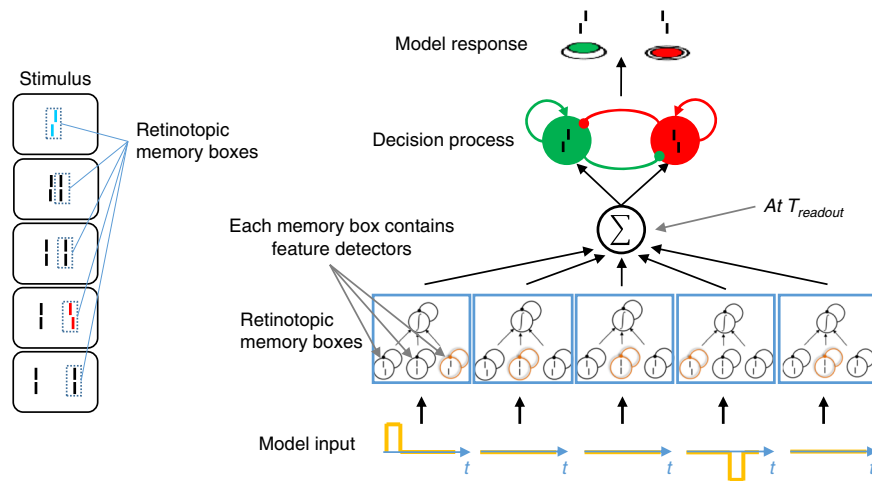 Model response
Stimulus
Retinotopic
memory boxes
Decision process
Each memory box contains
feature detectors
∑
At T_readout
Retinotopic
memory boxes
∫ ∫ ∫ ∫ ∫
Model input
t t t t t